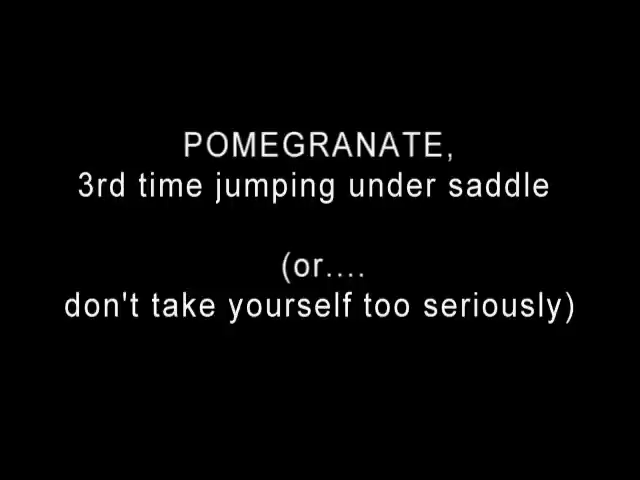 POMEGRANATE,
3rd time jumping under saddle
(or....
don't take yourself too seriously)